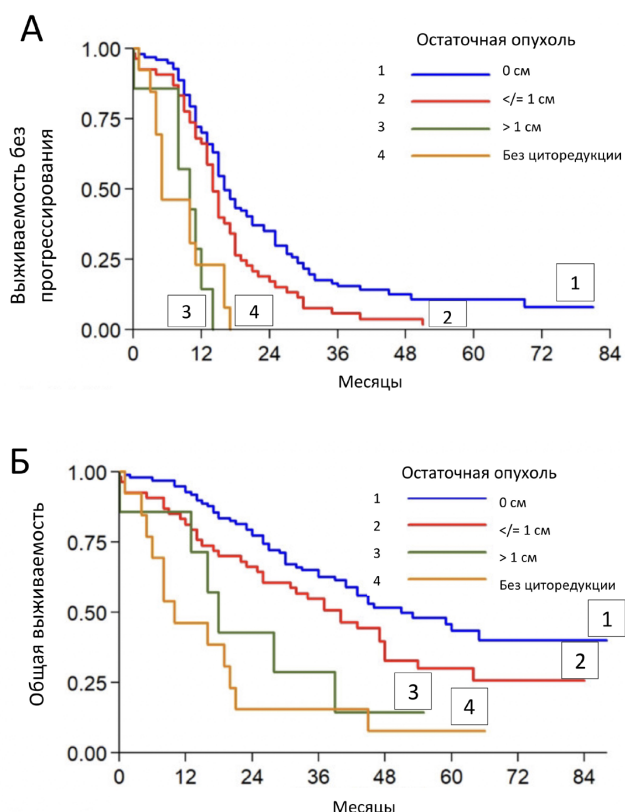 А
Остаточная опухоль
1 0 см
2 </= 1 см
3 > 1 см
4 Без циторедукции
Выживаемость без
прогрессирования
1.00
0.75
0.50
0.25
0.00
1
2
3
4
0 12 24 36 48 60 72 84
Месяцы
Б
Остаточная опухоль
1 0 см
2 </= 1 см
3 > 1 см
4 Без циторедукции
Общая выживаемость
1.00
0.75
0.50
0.25
0.00
1
2
3
4
0 12 24 36 48 60 72 84
Месяцы